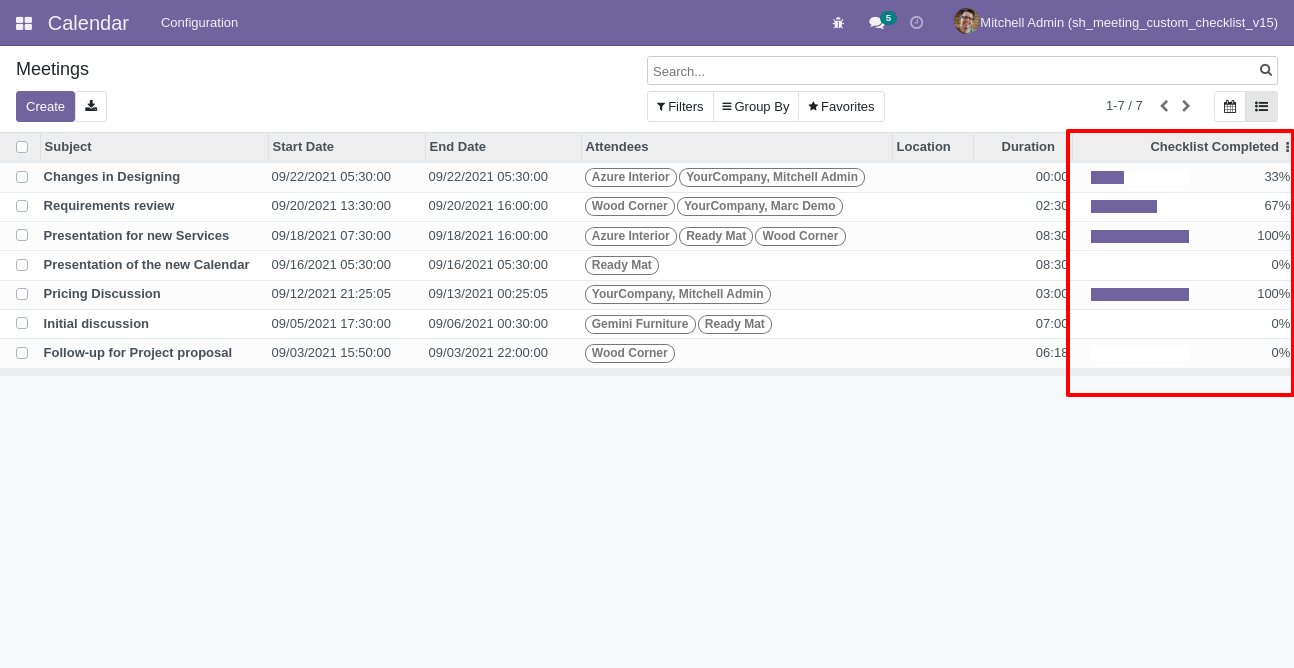 Calendar Configuration 5 Mitchell Admin (sh_meeting_custom_checklist_v15)
Meetings Search...
Create Filters Group By Favorites 1-7 / 7
Subject Start Date End Date Attendees Location Duration Checklist Completed
Changes in Designing 09/22/2021 05:30:00 09/22/2021 05:30:00 Azure Interior YourCompany, Mitchell Admin 00:00 33%
Requirements review 09/20/2021 13:30:00 09/20/2021 16:00:00 Wood Corner YourCompany, Marc Demo 02:30 67%
Presentation for new Services 09/18/2021 07:30:00 09/18/2021 16:00:00 Azure Interior Ready Mat Wood Corner 08:30 100%
Presentation of the new Calendar 09/16/2021 05:30:00 09/16/2021 05:30:00 Ready Mat 08:30 0%
Pricing Discussion 09/12/2021 21:25:05 09/13/2021 00:25:05 YourCompany, Mitchell Admin 03:00 100%
Initial discussion 09/05/2021 17:30:00 09/06/2021 00:30:00 Gemini Furniture Ready Mat 07:00 0%
Follow-up for Project proposal 09/03/2021 15:50:00 09/03/2021 22:00:00 Wood Corner 06:18 0%